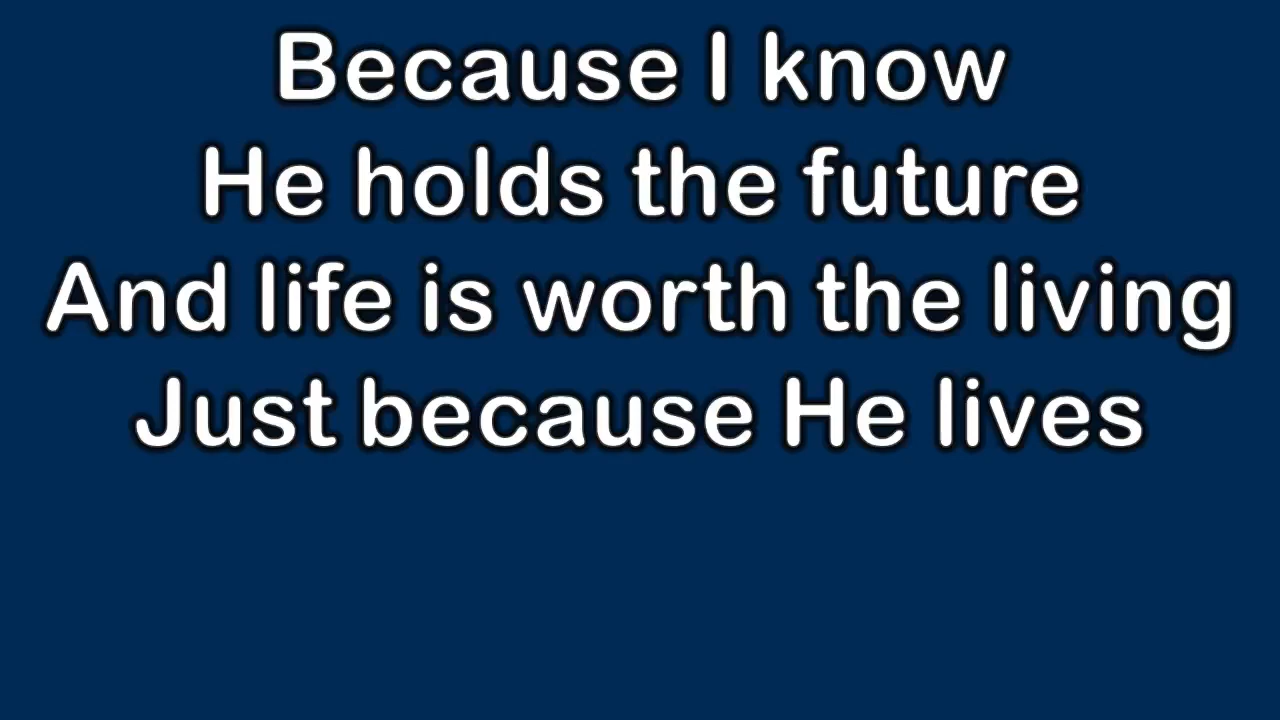 Because I know
He holds the future
And life is worth the living
Just because He lives